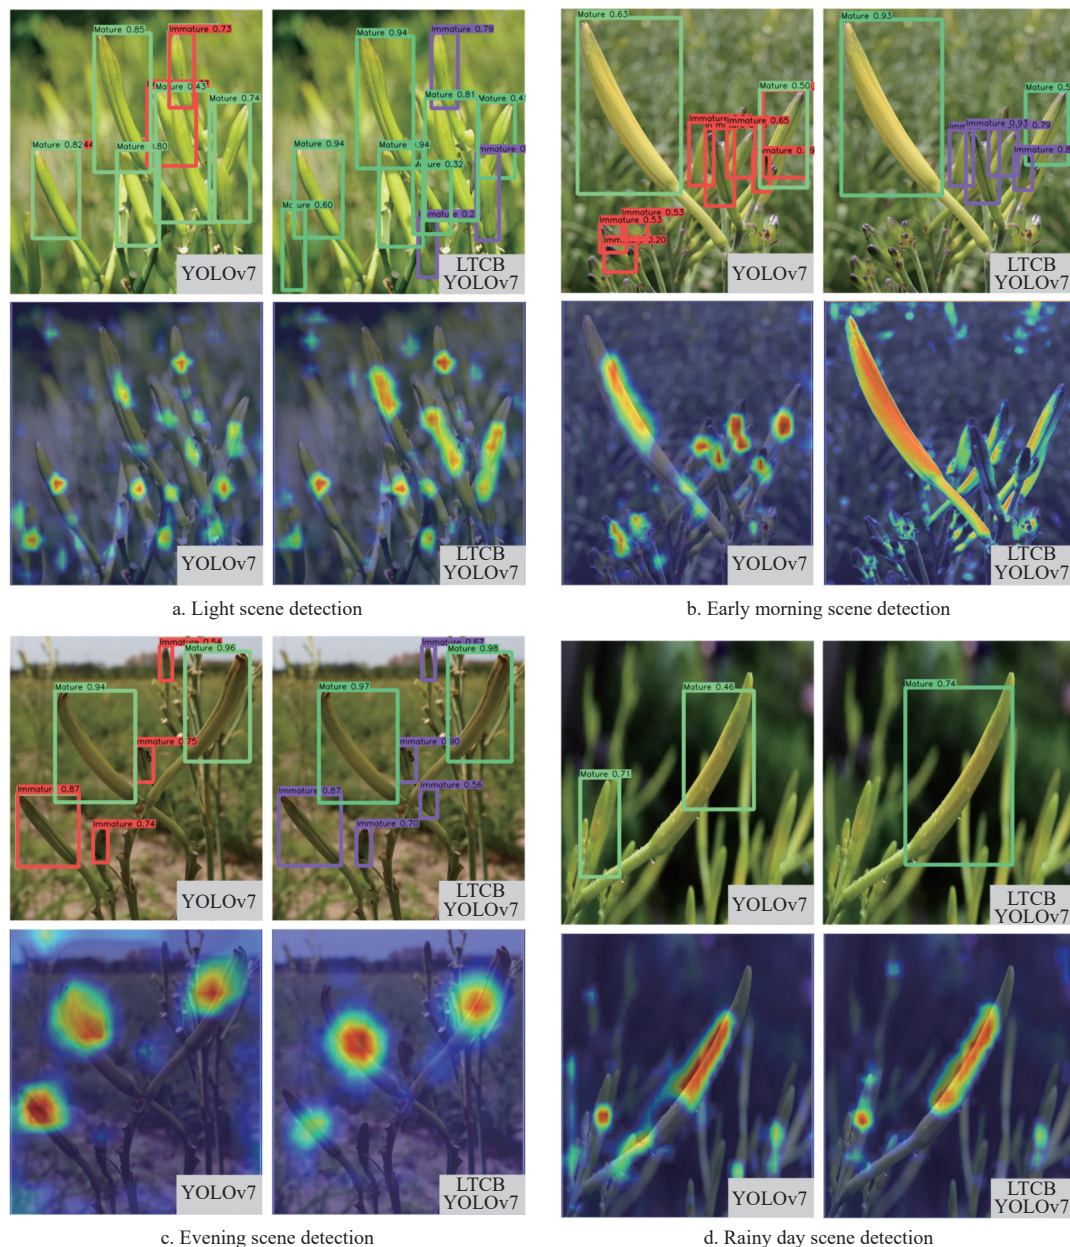 Mature 0.85
Immature 0.73
Mature 0.43
Mature 0.74
Mature 0.82
44
Mature 0.80
YOLOv7
Mature 0.94
Immature 0.79
Mature 0.81
Mature 0.94
Mature 0.94
0.32
Mature 0.60
LTCB
YOLOv7
Mature 0.63
Mature 0.50
0.65
Immature 0.53
0.53
0.20
YOLOv7
Mature 0.93
Immature 0.93
0.79
LTCB
YOLOv7
YOLOv7
LTCB
YOLOv7
YOLOv7
LTCB
YOLOv7
a. Light scene detection
b. Early morning scene detection
Immature 0.54
Mature 0.96
Mature 0.94
Immature 0.75
Immature 0.87
Immature 0.74
YOLOv7
Immature 0.67
Mature 0.98
Mature 0.97
Immature 0.90
Immature 0.56
Immature 0.87
Immature 0.70
LTCB
YOLOv7
Mature 0.46
Mature 0.71
YOLOv7
Mature 0.74
LTCB
YOLOv7
YOLOv7
LTCB
YOLOv7
YOLOv7
LTCB
YOLOv7
c. Evening scene detection
d. Rainy day scene detection